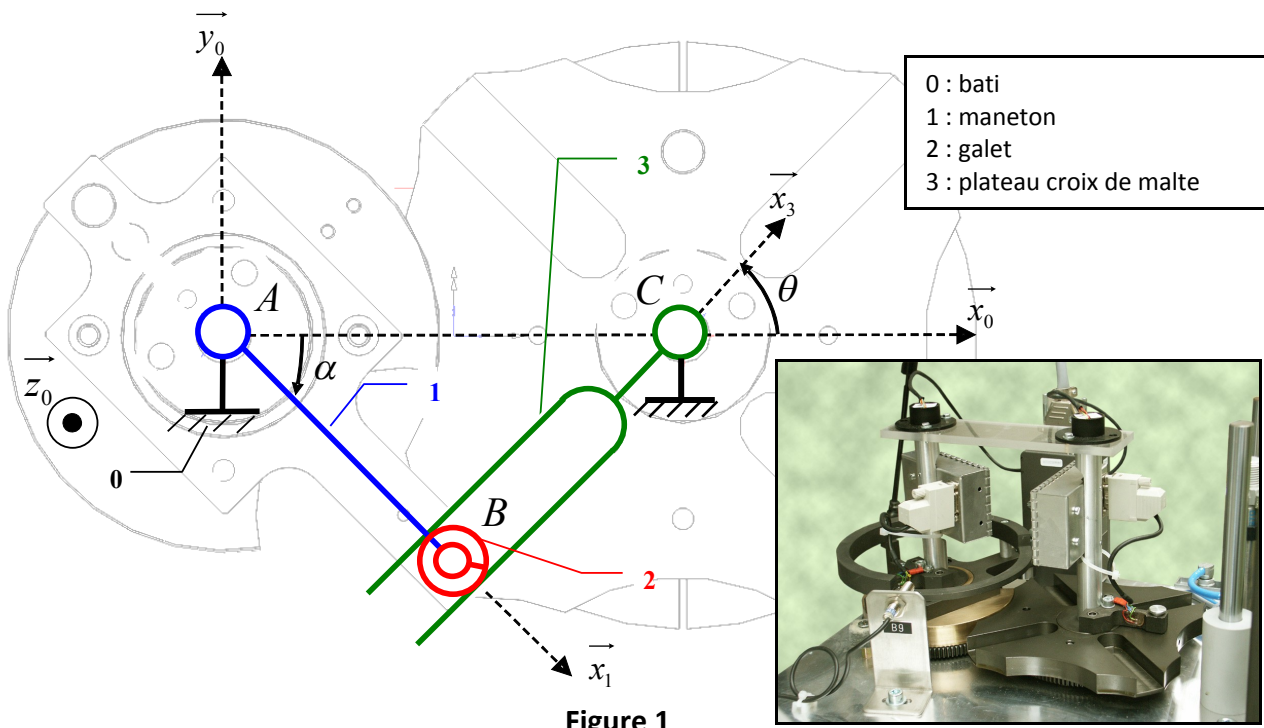 y₀
0 : bati
1 : maneton
2 : galet
3 : plateau croix de malte
3
x₃
A
C
θ
x₀
α
z₀
1
0
B
2
x₁
B9
Figure 1